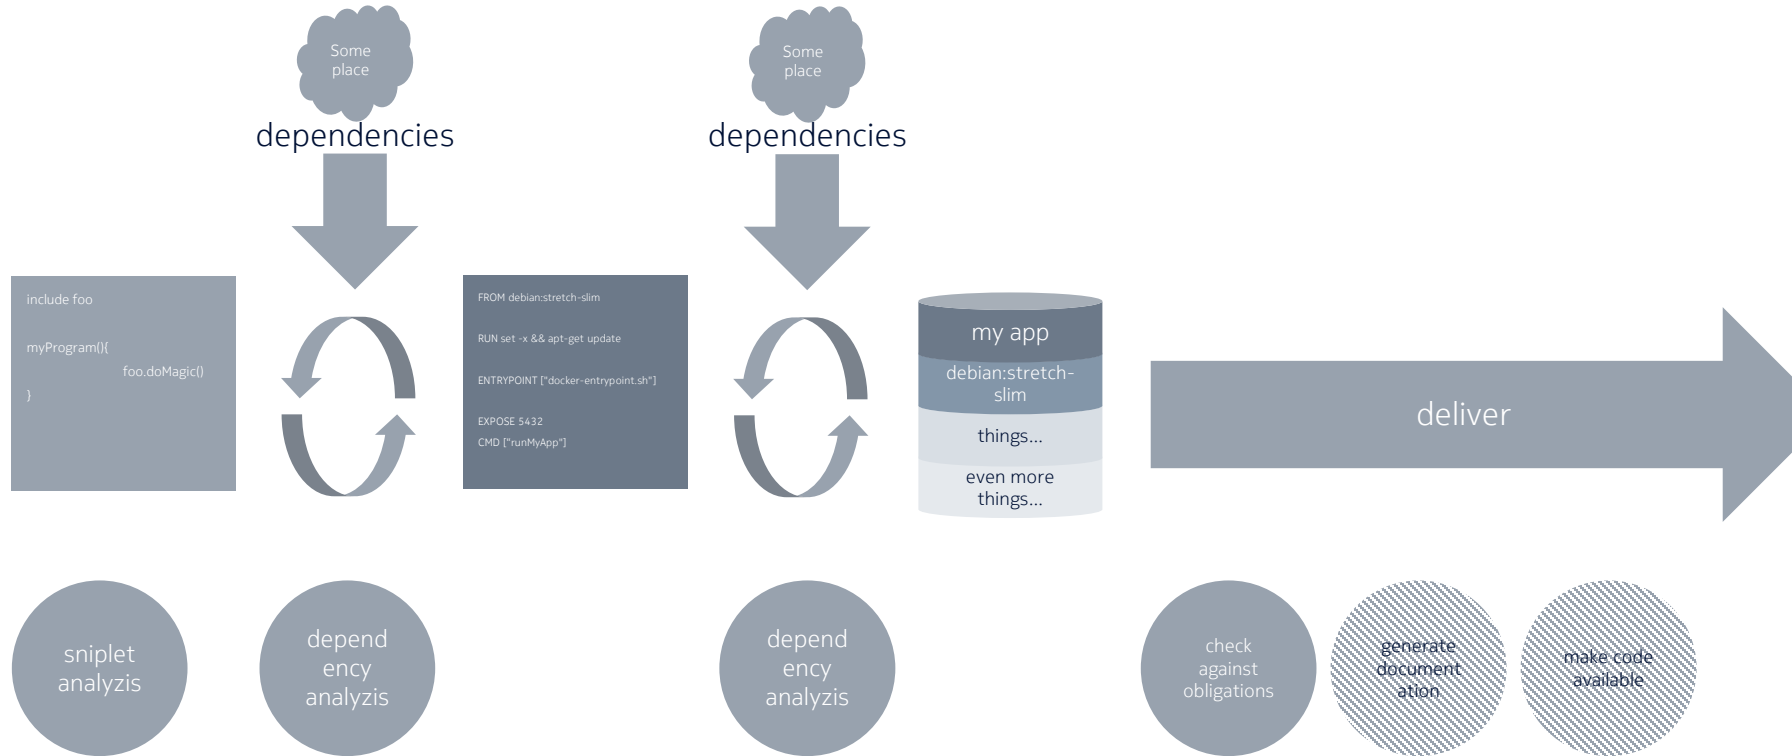 Some
place
dependencies
Some
place
dependencies
include foo
myProgram(){
foo.doMagic()
}
FROM debian:stretch-slim
RUN set -x && apt-get update
ENTRYPOINT ["docker-entrypoint.sh"]
EXPOSE 5432
CMD ["runMyApp"]
my app
debian:stretch-
slim
things...
even more
things...
deliver
sniplet
analyzis
depend
ency
analyzis
depend
ency
analyzis
check
against
obligations
generate
document
ation
make code
available